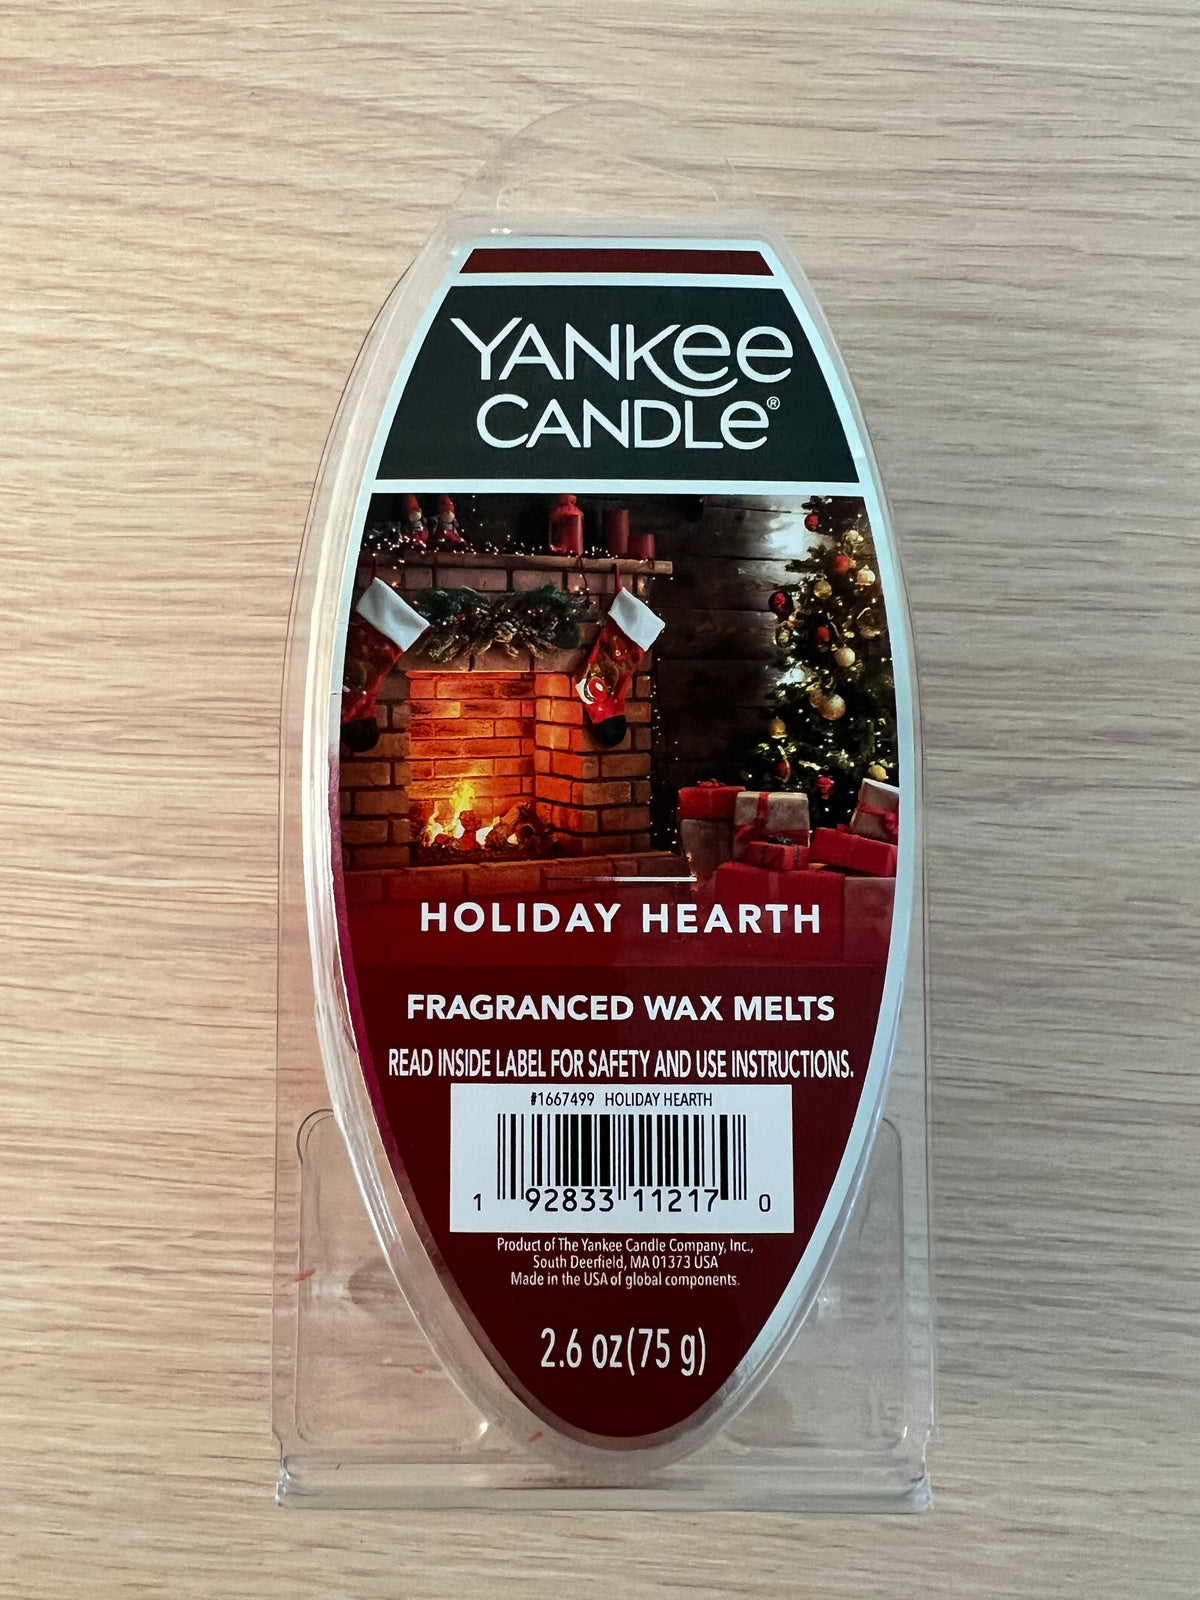 YANKEE
CANDLE®
HOLIDAY HEARTH
FRAGRANCED WAX MELTS
READ INSIDE LABEL FOR SAFETY AND USE INSTRUCTIONS.
#1667499 HOLIDAY HEARTH
1 92833 11217 0
Product of The Yankee Candle Company, Inc.,
South Deerfield, MA 01373 USA
Made in the USA of global components.
2.6 oz(75 g)